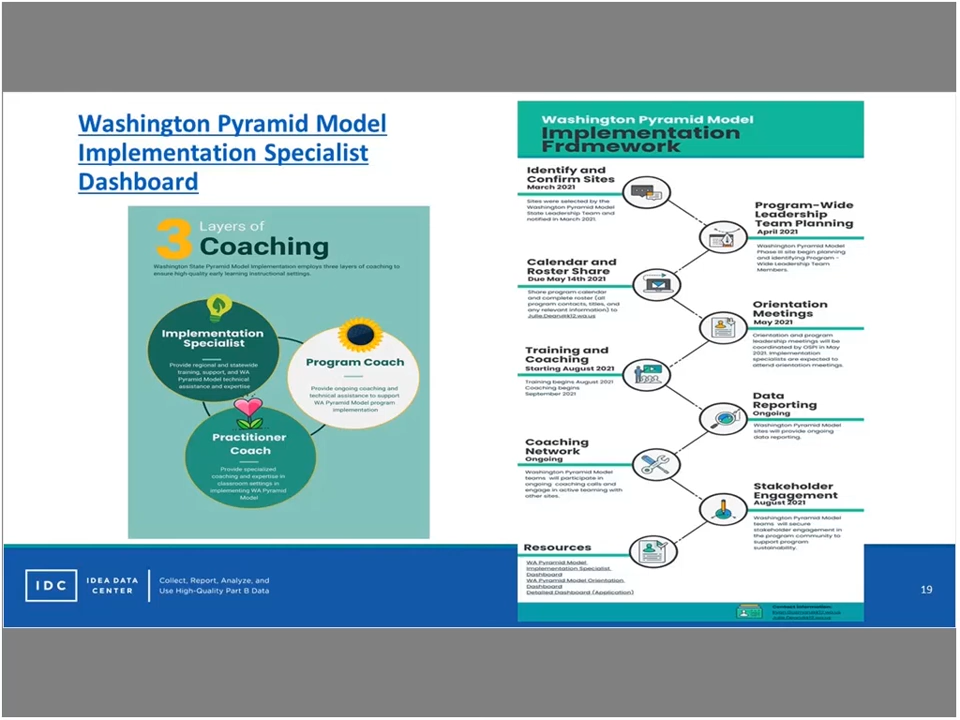 Washington Pyramid Model
Implementation Specialist
Dashboard
3 Layers of
Coaching
Washington State Pyramid Model implementation employs three layers of coaching to
ensure high-quality early learning instructional settings.
Implementation
Specialist
Provide regional and statewide
training, support, and WA
Pyramid Model technical
assistance and expertise
Program Coach
Provide ongoing coaching and
technical assistance to support
WA Pyramid Model program
implementation
Practitioner
Coach
Provide specialized
coaching and expertise in
classroom settings in
implementing WA Pyramid
Model
Washington Pyramid Model
Implementation
Framework
Identify and
Confirm Sites
March 2021
Sites were selected by the
Washington Pyramid Model
State Leadership Team and
notified in March 2021.
Program-Wide
Leadership
Team Planning
April 2021
Washington Pyramid Model
Phase III site begin planning
and identifying Program -
Wide Leadership Team
Members.
Calendar and
Roster Share
Due May 14th 2021
Share program calendar
and complete roster (all
program contacts, titles, and
any relevant information) to
Orientation
Meetings
May 2021
Orientation and program
leadership meetings will be
coordinated by OSPI in May
2021. Implementation
specialists are expected to
attend orientation meetings.
Training and
Coaching
Starting August 2021
Training begins August 2021
Coaching begins
September 2021
Data
Reporting
Ongoing
Washington Pyramid Model
sites will provide ongoing
data reporting.
Coaching
Network
Ongoing
Washington Pyramid Model
teams will participate in
ongoing coaching calls and
engage in active learning with
other sites.
Stakeholder
Engagement
August 2021
Washington Pyramid Model
teams will secure
stakeholder engagement in
the program community to
support program
sustainability.
Resources
WA Pyramid Model
Implementation Specialist
Dashboard
WA Pyramid Model Orientation
Dashboard
Detailed Dashboard (Application)
Contact Information:
IDC
IDEA DATA
CENTER
Collect, Report, Analyze, and
Use High-Quality Part B Data
19